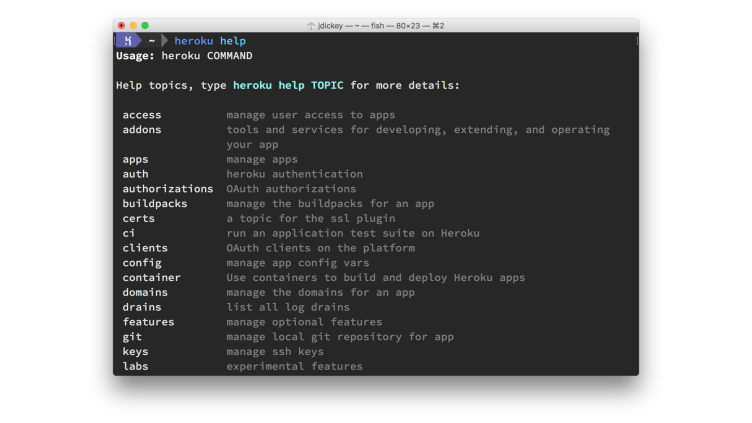 jdickey — ~ — fish — 80×23 — ⌘2
~ heroku help
Usage: heroku COMMAND
Help topics, type heroku help TOPIC for more details:
access manage user access to apps
addons tools and services for developing, extending, and operating
your app
apps manage apps
auth heroku authentication
authorizations OAuth authorizations
buildpacks manage the buildpacks for an app
certs a topic for the ssl plugin
ci run an application test suite on Heroku
clients OAuth clients on the platform
config manage app config vars
container Use containers to build and deploy Heroku apps
domains manage the domains for an app
drains list all log drains
features manage optional features
git manage local git repository for app
keys manage ssh keys
labs experimental features